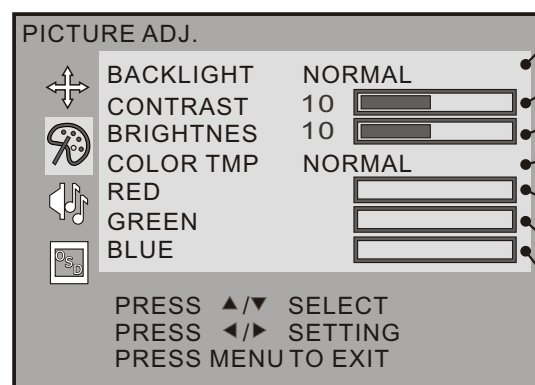 PICTURE ADJ.
BACKLIGHT NORMAL
CONTRAST 10
BRIGHTNES 10
COLOR TMP NORMAL
RED
GREEN
BLUE
OSD
PRESS ▲/▼ SELECT
PRESS ◀/▶ SETTING
PRESS MENU TO EXIT